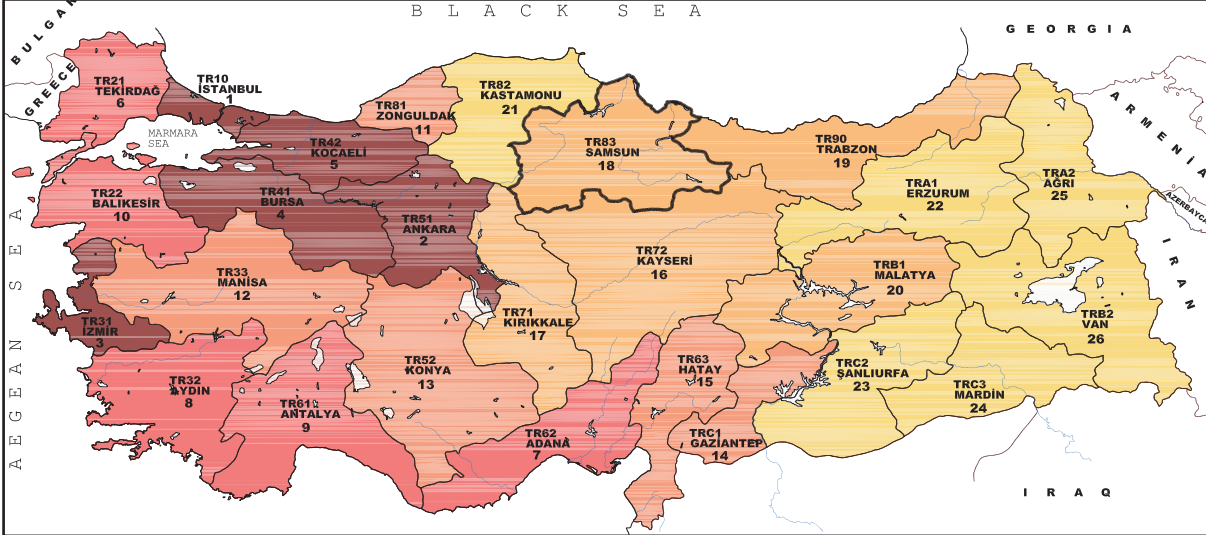 B L A C K   S E A
BULGAR
GREECE
GEORGIA
ARMENIA
AZERBAYC
IRAN
IRAQ
AEGEAN SEA
MARMARA
SEA
TR21
TEKİRDAĞ
6
TR10
İSTANBUL
1
TR81
ZONGULDAK
11
TR82
KASTAMONU
21
TR42
KOCAELİ
5
TR83
SAMSUN
18
TR90
TRABZON
19
TRA1
ERZURUM
22
TRA2
AĞRI
25
TR22
BALIKESİR
10
TR41
BURSA
4
TR51
ANKARA
2
TR72
KAYSERİ
16
TRB1
MALATYA
20
TR33
MANİSA
12
TR31
İZMİR
3
TR71
KIRIKKALE
17
TRB2
VAN
26
TR32
AYDIN
8
TR61
ANTALYA
9
TR52
KONYA
13
TR63
HATAY
15
TRC2
ŞANLIURFA
23
TRC3
MARDİN
24
TR62
ADANA
7
TRC1
GAZİANTEP
14